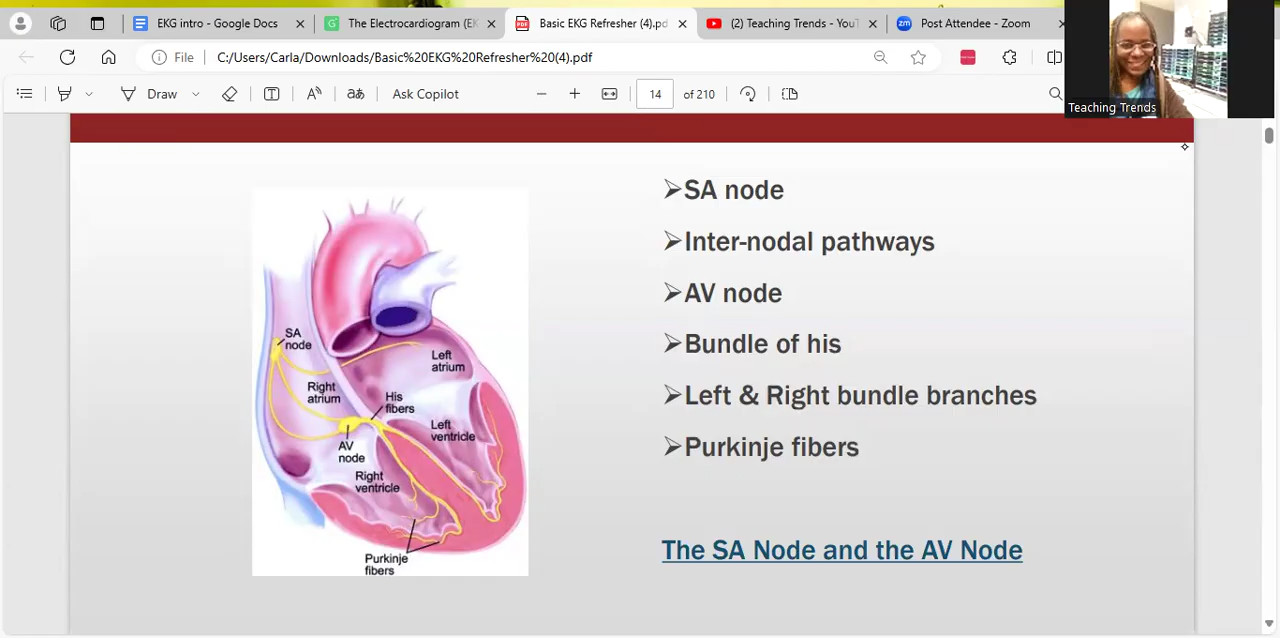 EKG intro - Google Docs
The Electrocardiogram (EK
Basic EKG Refresher (4).pd
(2) Teaching Trends - YouT
Post Attendee - Zoom
File
C:/Users/Carla/Downloads/Basic%20EKG%20Refresher%20(4).pdf
Draw
aあ
Ask Copilot
14
of 210
Teaching Trends
SA
node
Left
atrium
Right
atrium
His
fibers
Left
ventricle
AV
node
Right
ventricle
Purkinje
fibers
➢SA node
➢Inter-nodal pathways
➢AV node
➢Bundle of his
➢Left & Right bundle branches
➢Purkinje fibers
The SA Node and the AV Node